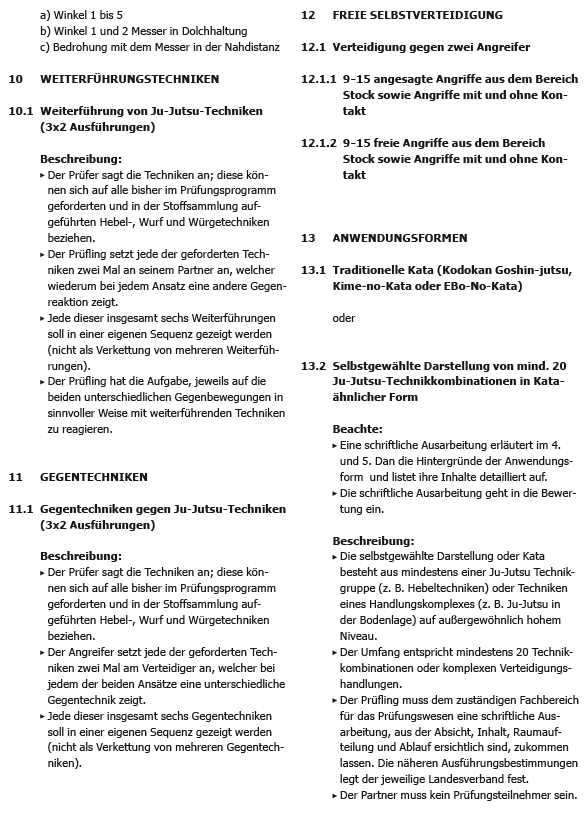 a) Winkel 1 bis 5
b) Winkel 1 und 2 Messer in Dolchhaltung
c) Bedrohung mit dem Messer in der Nahdistanz
10 WEITERFÜHRUNGSTECHNIKEN
10.1 Weiterführung von Ju-Jutsu-Techniken
(3x2 Ausführungen)
Beschreibung:
▸ Der Prüfer sagt die Techniken an; diese kön-
nen sich auf alle bisher im Prüfungsprogramm
geforderten und in der Stoffsammlung auf-
geführten Hebel-, Wurf und Würgetechniken
beziehen.
▸ Der Prüfling setzt jede der geforderten Tech-
niken zwei Mal an seinem Partner an, welcher
wiederum bei jedem Ansatz eine andere Gegen-
reaktion zeigt.
▸ Jede dieser insgesamt sechs Weiterführungen
soll in einer eigenen Sequenz gezeigt werden
(nicht als Verkettung von mehreren Weiterfüh-
rungen).
▸ Der Prüfling hat die Aufgabe, jeweils auf die
beiden unterschiedlichen Gegenbewegungen in
sinnvoller Weise mit weiterführenden Techniken
zu reagieren.
11 GEGENTECHNIKEN
11.1 Gegentechniken gegen Ju-Jutsu-Techniken
(3x2 Ausführungen)
Beschreibung:
▸ Der Prüfer sagt die Techniken an; diese kön-
nen sich auf alle bisher im Prüfungsprogramm
geforderten und in der Stoffsammlung auf-
geführten Hebel-, Wurf und Würgetechniken
beziehen.
▸ Der Angreifer setzt jede der geforderten Tech-
niken zwei Mal am Verteidiger an, welcher bei
jedem der beiden Ansätze eine unterschiedliche
Gegentechnik zeigt.
▸ Jede dieser insgesamt sechs Gegentechniken
soll in einer eigenen Sequenz gezeigt werden
(nicht als Verkettung von mehreren Gegentech-
niken).
12 FREIE SELBSTVERTEIDIGUNG
12.1 Verteidigung gegen zwei Angreifer
12.1.1 9-15 angesagte Angriffe aus dem Bereich
Stock sowie Angriffe mit und ohne Kon-
takt
12.1.2 9-15 freie Angriffe aus dem Bereich
Stock sowie Angriffe mit und ohne Kon-
takt
13 ANWENDUNGSFORMEN
13.1 Traditionelle Kata (Kodokan Goshin-jutsu,
Kime-no-Kata oder EBo-No-Kata)
oder
13.2 Selbstgewählte Darstellung von mind. 20
Ju-Jutsu-Technikkombinationen in Kata-
ähnlicher Form
Beachte:
▸ Eine schriftliche Ausarbeitung erläutert im 4.
und 5. Dan die Hintergründe der Anwendungs-
form und listet ihre Inhalte detailliert auf.
▸ Die schriftliche Ausarbeitung geht in die Bewer-
tung ein.
Beschreibung:
▸ Die selbstgewählte Darstellung oder Kata
besteht aus mindestens einer Ju-Jutsu Technik-
gruppe (z. B. Hebeltechniken) oder Techniken
eines Handlungskomplexes (z. B. Ju-Jutsu in
der Bodenlage) auf außergewöhnlich hohem
Niveau.
▸ Der Umfang entspricht mindestens 20 Technik-
kombinationen oder komplexen Verteidigungs-
handlungen.
▸ Der Prüfling muss dem zuständigen Fachbereich
für das Prüfungswesen eine schriftliche Aus-
arbeitung, aus der Absicht, Inhalt, Raumauf-
teilung und Ablauf ersichtlich sind, zukommen
lassen. Die näheren Ausführungsbestimmungen
legt der jeweilige Landesverband fest.
▸ Der Partner muss kein Prüfungsteilnehmer sein.